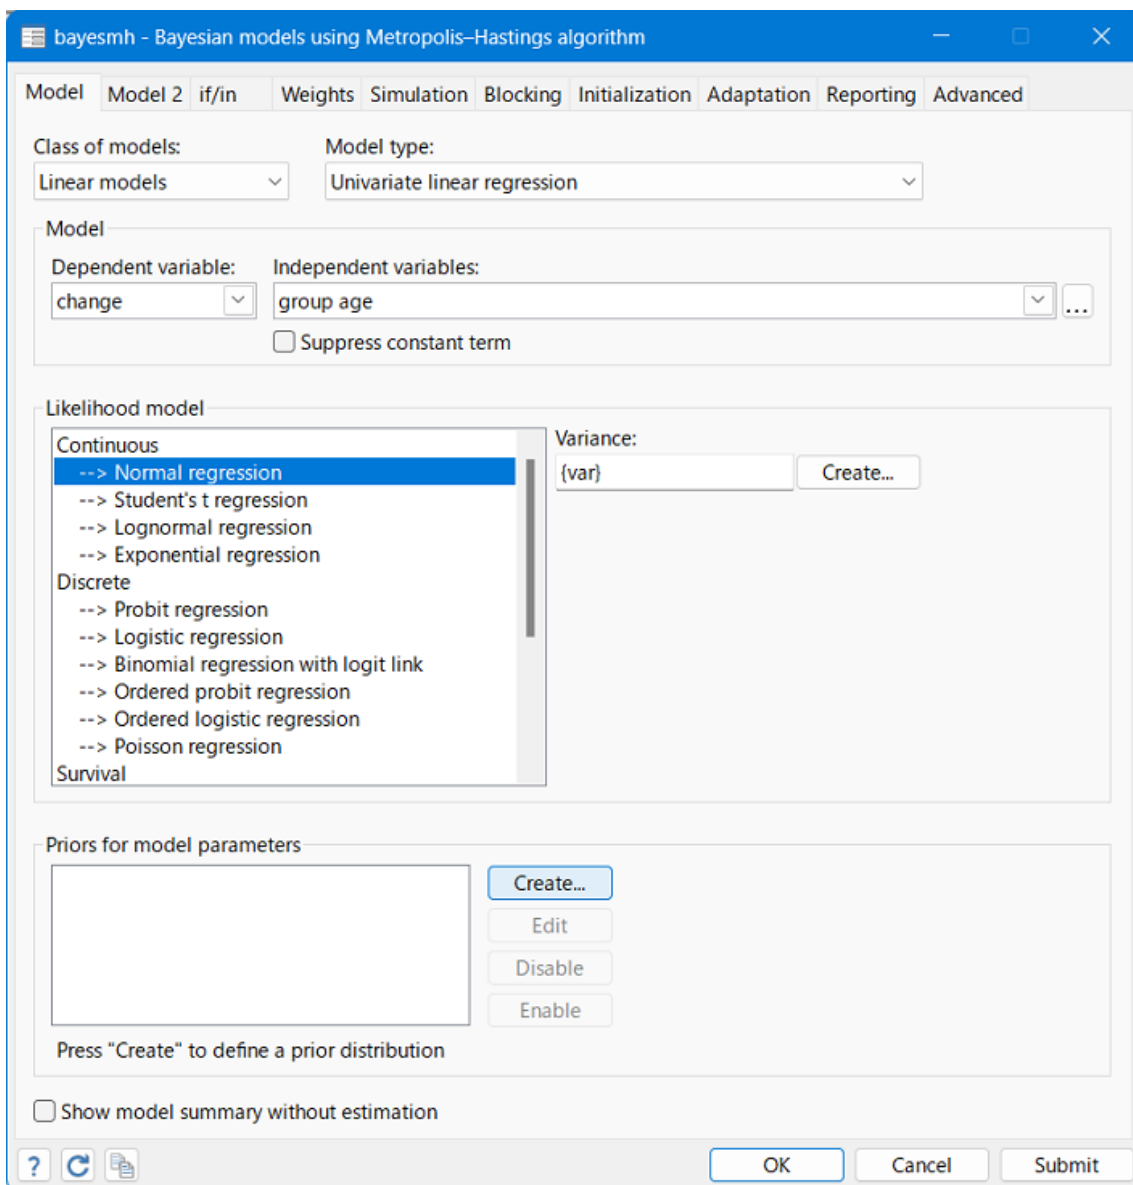 bayesmh - Bayesian models using Metropolis–Hastings algorithm
Model Model 2 if/in Weights Simulation Blocking Initialization Adaptation Reporting Advanced
Class of models: Model type:
Linear models Univariate linear regression
Model
Dependent variable: Independent variables:
change group age ...
Suppress constant term
Likelihood model
Continuous Variance:
--> Normal regression {var} Create...
--> Student's t regression
--> Lognormal regression
--> Exponential regression
Discrete
--> Probit regression
--> Logistic regression
--> Binomial regression with logit link
--> Ordered probit regression
--> Ordered logistic regression
--> Poisson regression
Survival
Priors for model parameters
Create...
Edit
Disable
Enable
Press "Create" to define a prior distribution
Show model summary without estimation
? OK Cancel Submit